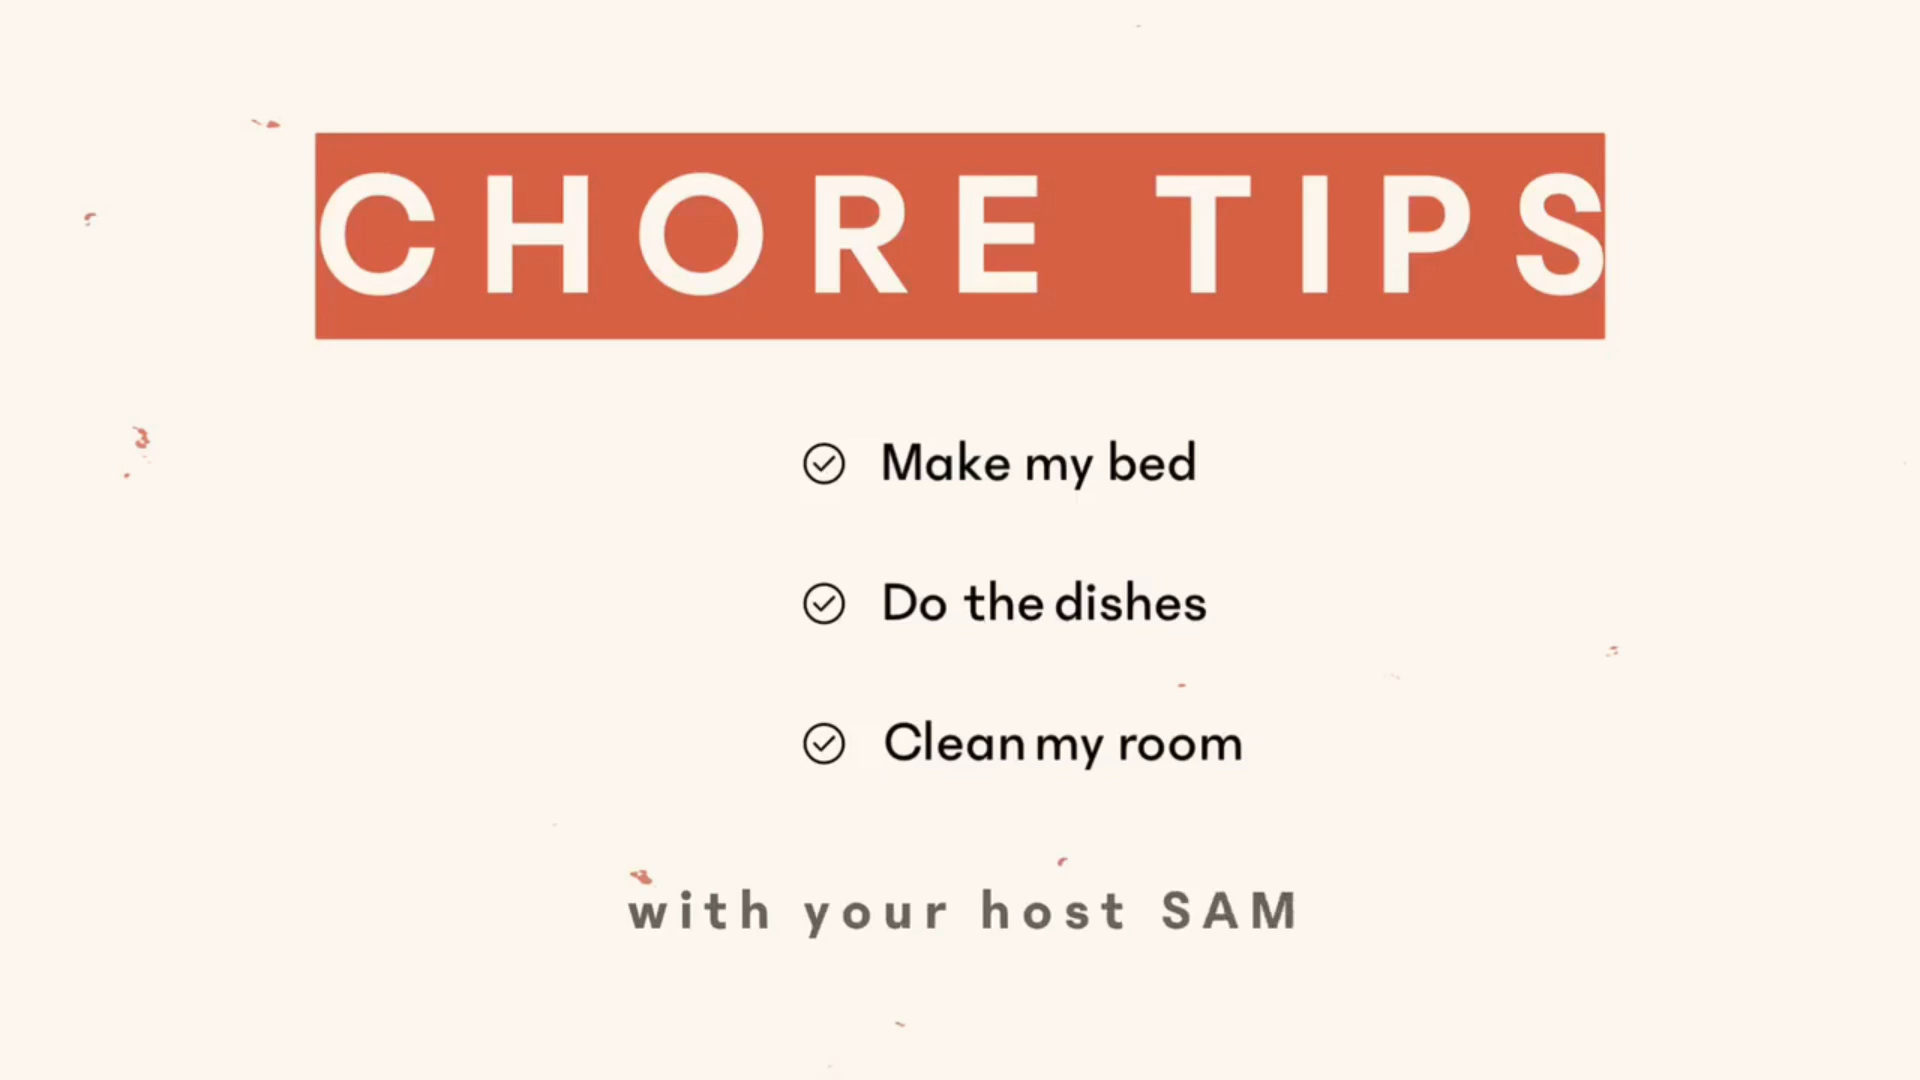 CHORE TIPS
Make my bed
Do the dishes
Clean my room
with your host SAM